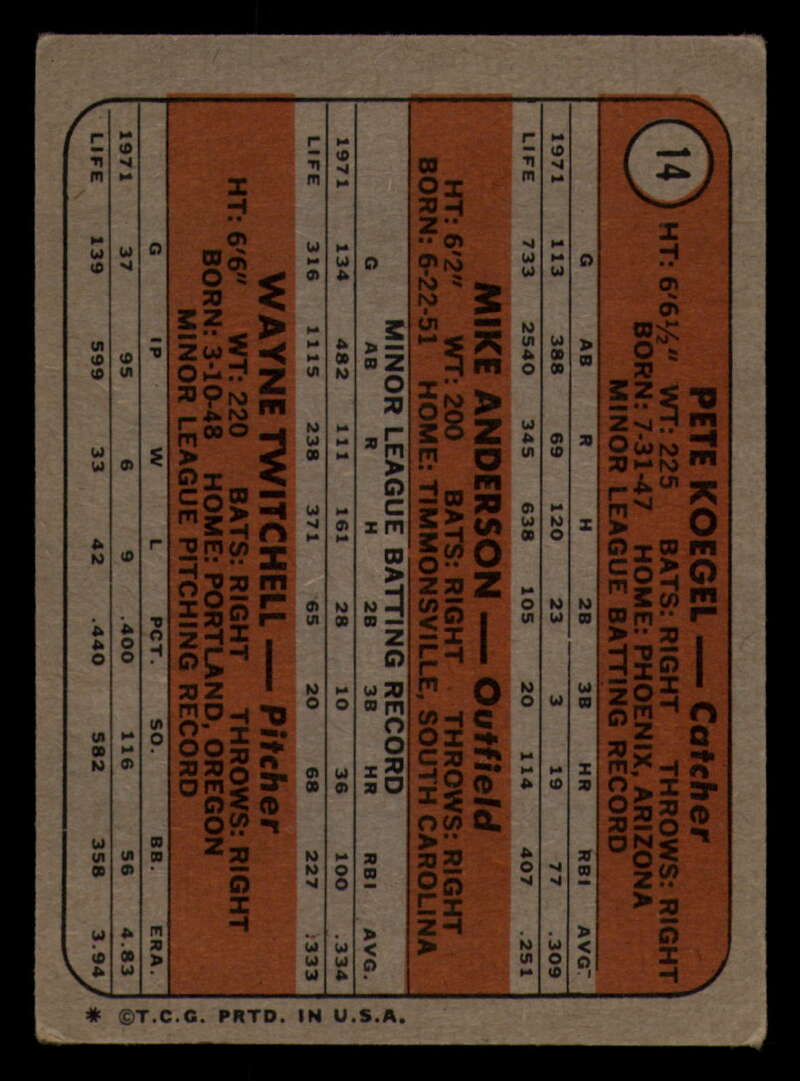 14
PETE KOEGEL — Catcher
HT: 6'6½" WT: 225 BATS: RIGHT THROWS: RIGHT
BORN: 7-31-47 HOME: PHOENIX, ARIZONA
MINOR LEAGUE BATTING RECORD
G AB R H 2B 3B HR RBI AVG.
1971 113 388 69 120 23 3 19 77 .309
LIFE 733 2540 345 638 105 20 114 407 .251
MIKE ANDERSON — Outfield
HT: 6'2" WT: 200 BATS: RIGHT THROWS: RIGHT
BORN: 6-22-51 HOME: TIMMONSVILLE, SOUTH CAROLINA
MINOR LEAGUE BATTING RECORD
G AB R H 2B 3B HR RBI AVG.
1971 134 482 111 161 28 10 36 100 .334
LIFE 316 1115 238 371 65 20 68 227 .333
WAYNE TWITCHELL — Pitcher
HT: 6'6" WT: 220 BATS: RIGHT THROWS: RIGHT
BORN: 3-10-48 HOME: PORTLAND, OREGON
MINOR LEAGUE PITCHING RECORD
G IP W L PCT. SO. BB. ERA.
1971 37 95 6 9 .400 116 56 4.83
LIFE 139 599 33 42 .440 582 358 3.94
* ©T.C.G. PRTD. IN U.S.A.